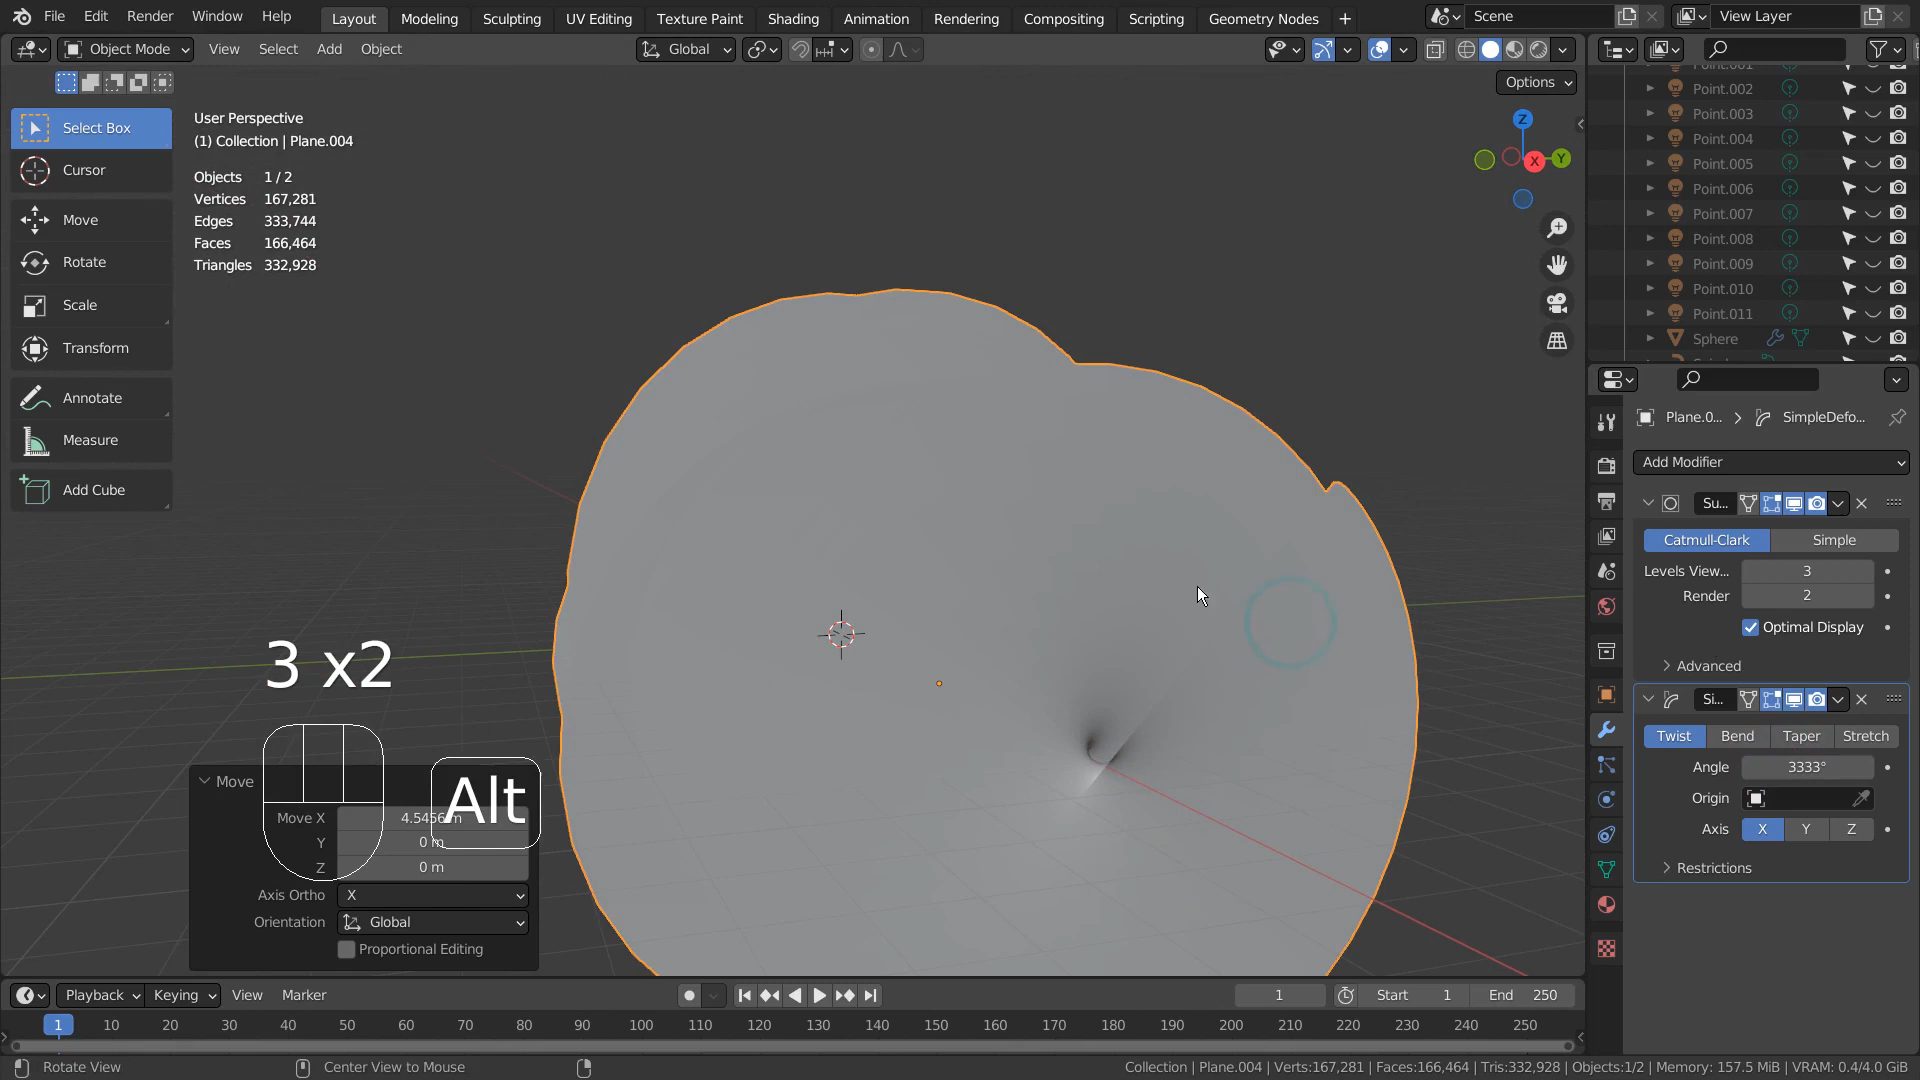 File Edit Render Window Help Layout Modeling Sculpting UV Editing Texture Paint Shading Animation Rendering Compositing Scripting Geometry Nodes + Scene View Layer
Object Mode View Select Add Object Global
Options
Select Box
Cursor
Move
Rotate
Scale
Transform
Annotate
Measure
Add Cube
User Perspective
(1) Collection | Plane.004
Objects 1 / 2
Vertices 167,281
Edges 333,744
Faces 166,464
Triangles 332,928
Z
X
Y
3 x2
Alt
Move
Move X 4.5456 m
Y 0 m
Z 0 m
Axis Ortho X
Orientation Global
Proportional Editing
Point.002
Point.003
Point.004
Point.005
Point.006
Point.007
Point.008
Point.009
Point.010
Point.011
Sphere
Plane.0... SimpleDefo...
Add Modifier
Su...
Catmull-Clark Simple
Levels View... 3
Render 2
Optimal Display
Advanced
Si...
Twist Bend Taper Stretch
Angle 3333°
Origin
Axis X Y Z
Restrictions
Playback Keying View Marker 1 Start 1 End 250
1 10 20 30 40 50 60 70 80 90 100 110 120 130 140 150 160 170 180 190 200 210 220 230 240 250
Rotate View Center View to Mouse Collection | Plane.004 | Verts:167,281 | Faces:166,464 | Tris:332,928 | Objects:1/2 | Memory: 157.5 MiB | VRAM: 0.4/4.0 GiB